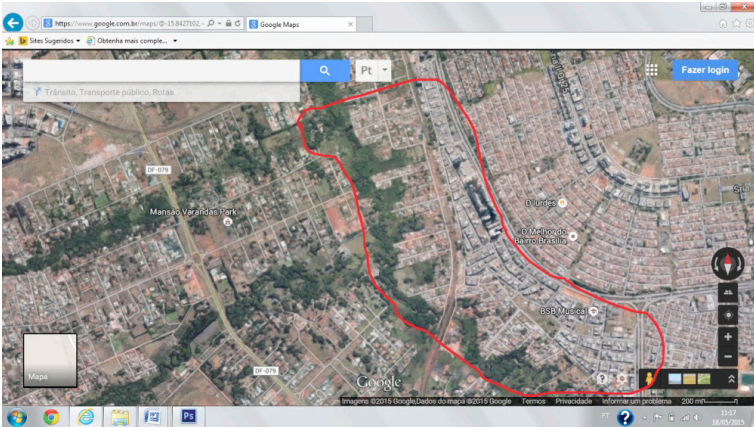 https://www.google.com.br/maps/@-15.8427102,-
Google Maps
Sites Sugeridos
Obtenha mais comple...
Pt
Fazer login
Trânsito, Transporte público, Rotas
DF-079
Mansão Varandas Park
D'lurdes
O Melhor do
Bairro Brasília
BSB Musical
Mapa
DF-079
Google
Imagens ©2015 Google,Dados do mapa ©2015 Google Termos Privacidade Informar um problema 200 m
Ps
PT
11:17
18/05/2015